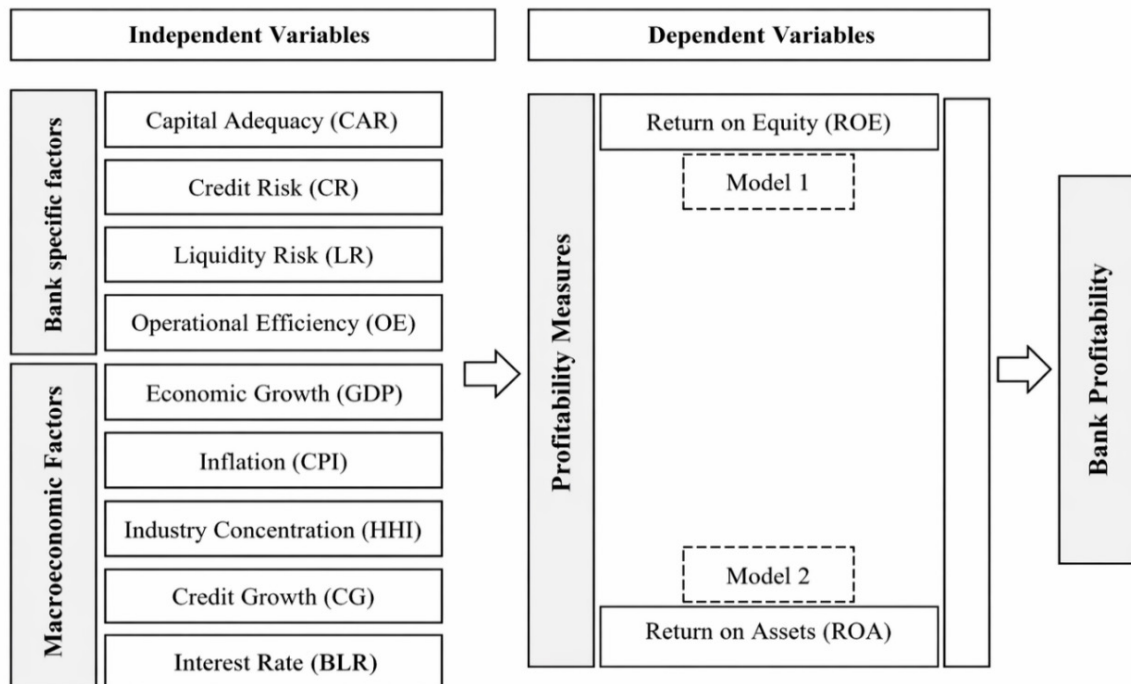 Independent Variables
Dependent Variables
Bank specific factors
Capital Adequacy (CAR)
Credit Risk (CR)
Liquidity Risk (LR)
Operational Efficiency (OE)
Macroeconomic Factors
Economic Growth (GDP)
Inflation (CPI)
Industry Concentration (HHI)
Credit Growth (CG)
Interest Rate (BLR)
Profitability Measures
Return on Equity (ROE)
Model 1
Model 2
Return on Assets (ROA)
Bank Profitability